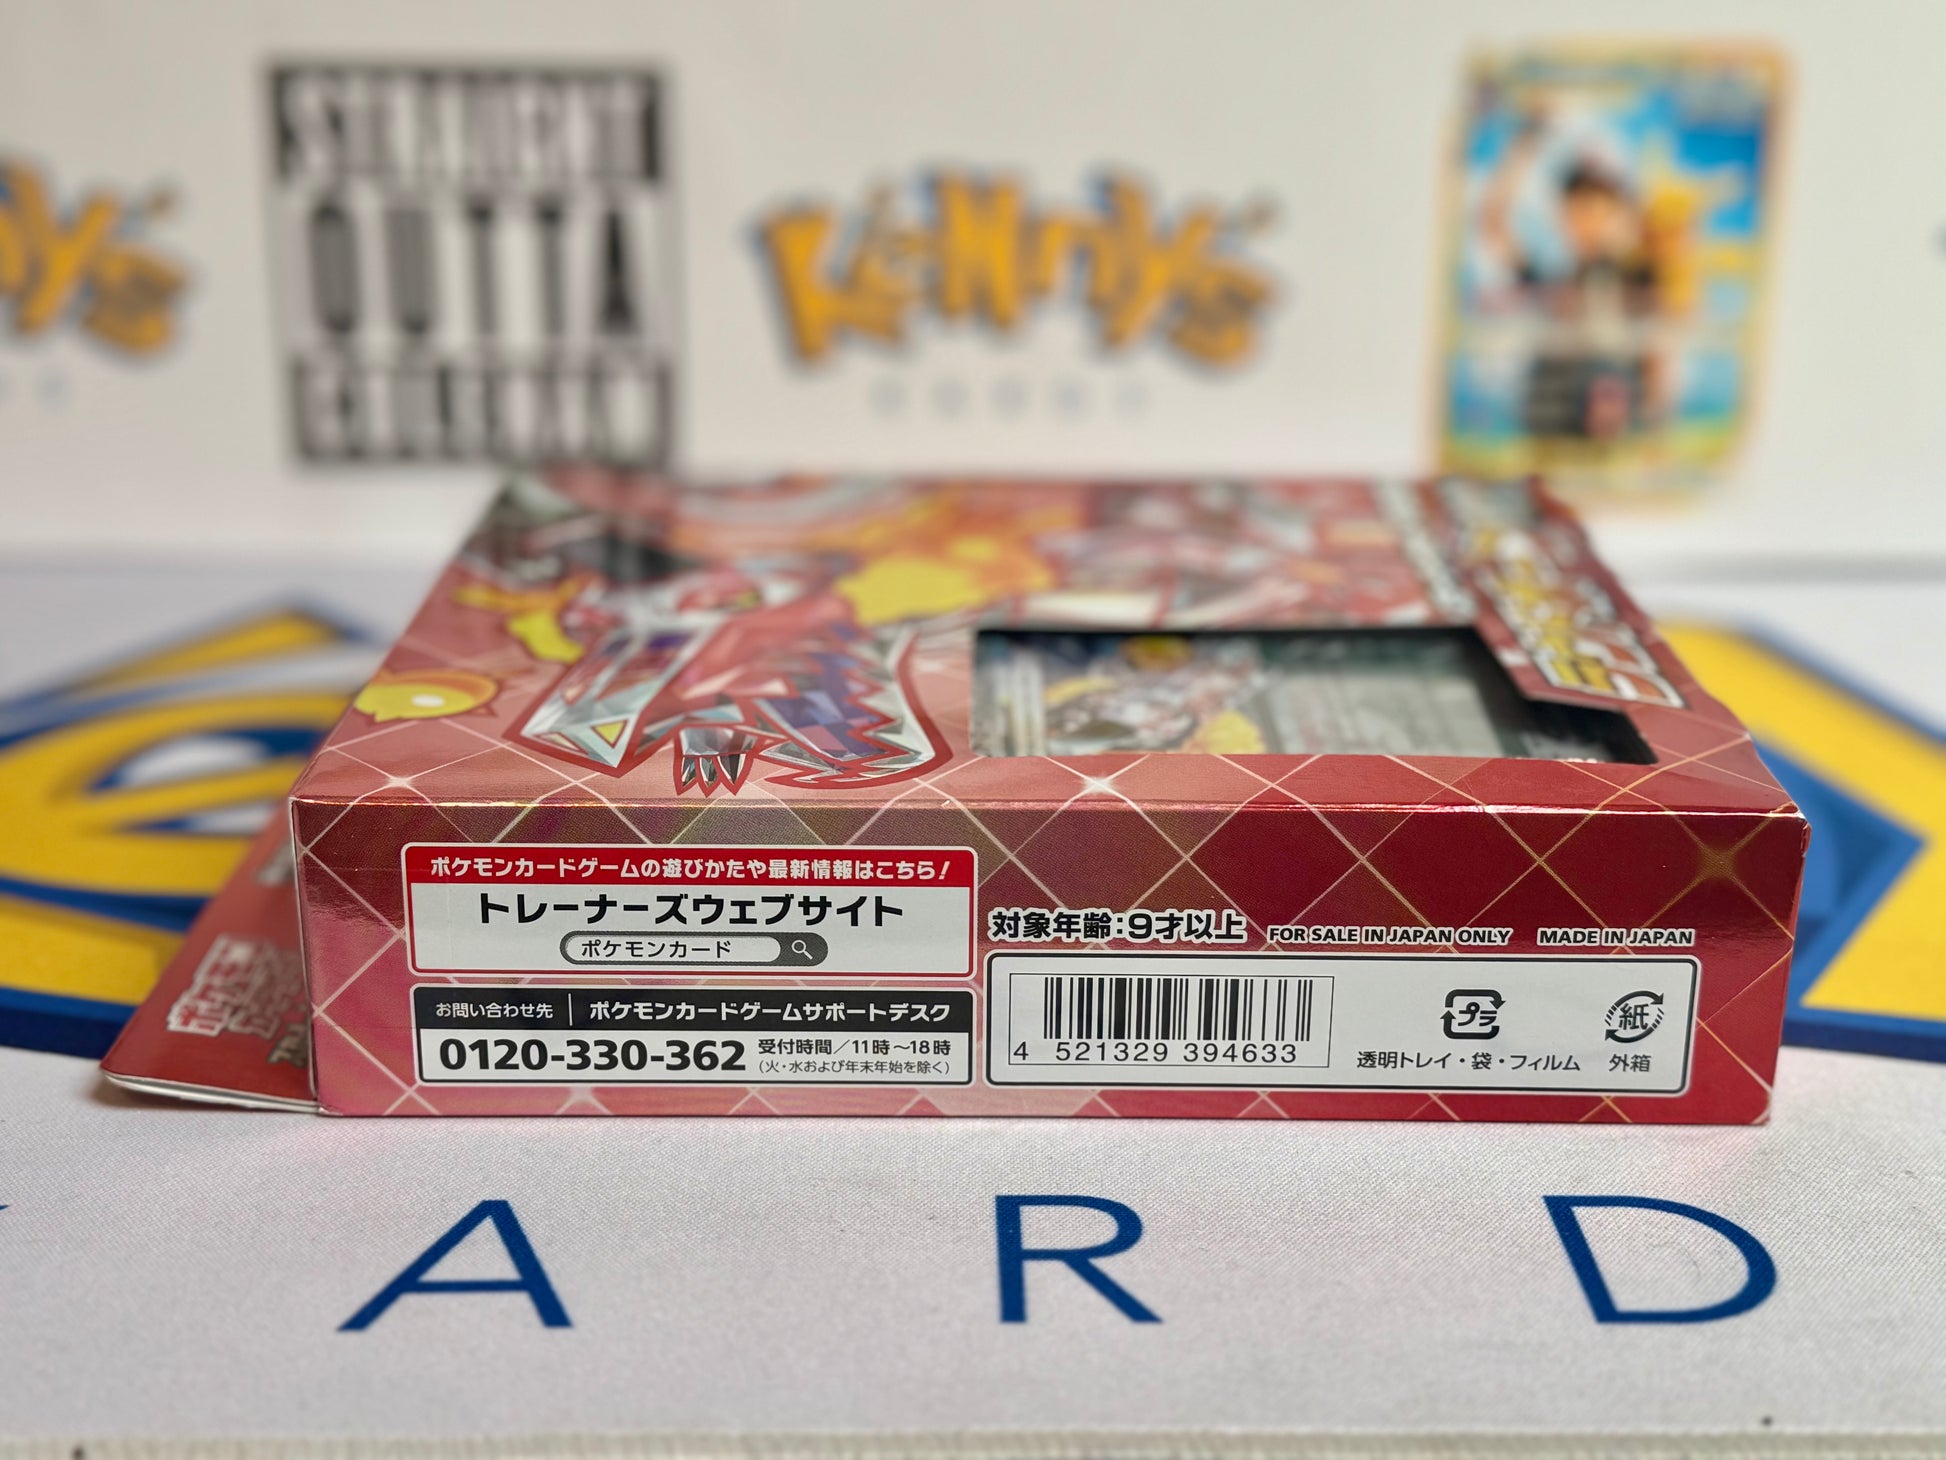 OUTTA
Kennys
ポケモンカードゲームの遊びかたや最新情報はこちら！
トレーナーズウェブサイト
ポケモンカード
お問い合わせ先 ポケモンカードゲームサポートデスク
0120-330-362 受付時間／11時〜18時
(火・水および年末年始を除く)
対象年齢：9才以上 FOR SALE IN JAPAN ONLY MADE IN JAPAN
4 521329 394633
プラ
透明トレイ・袋・フィルム
紙
外箱
A R D